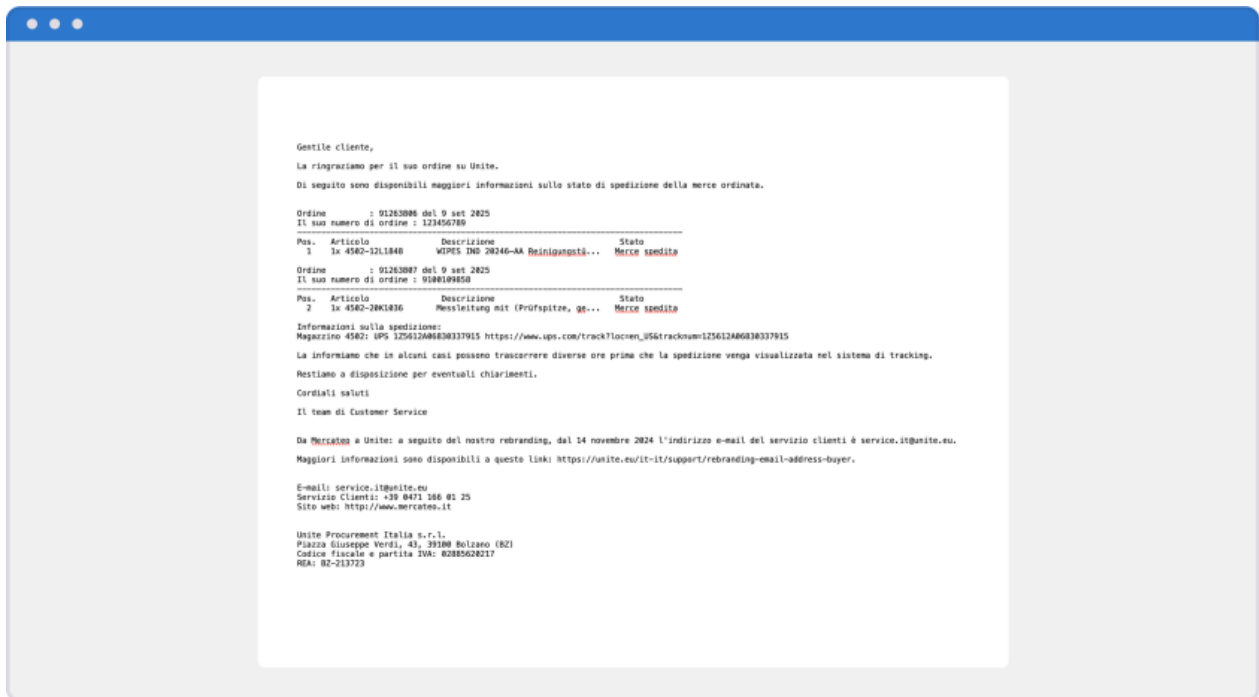 Gentile cliente,
La ringraziamo per il suo ordine su Unite.
Di seguito sono disponibili maggiori informazioni sullo stato di spedizione della merce ordinata.
Ordine : 91263806 del 9 set 2025
Il suo numero di ordine : 123456789
Pos. Articolo Descrizione Stato
1 1x 4502-12L1848 WIPES IND 20246-AA Reinigungstü... Merce spedita
Ordine : 91263807 del 9 set 2025
Il suo numero di ordine : 9100109858
Pos. Articolo Descrizione Stato
2 1x 4502-20K1036 Messleitung mit (Prüfspitze, ge... Merce spedita
Informazioni sulla spedizione:
Magazzino 4502: UPS 1Z5612A06830337915 https://www.ups.com/track?loc=en_US&tracknum=1Z5612A06830337915
La informiamo che in alcuni casi possono trascorrere diverse ore prima che la spedizione venga visualizzata nel sistema di tracking.
Restiamo a disposizione per eventuali chiarimenti.
Cordiali saluti
Il team di Customer Service
Da Mercateo a Unite: a seguito del nostro rebranding, dal 14 novembre 2024 l'indirizzo e-mail del servizio clienti è service.it@unite.eu.
Maggiori informazioni sono disponibili a questo link: https://unite.eu/it-it/support/rebranding-email-address-buyer.
E-mail: service.it@unite.eu
Servizio Clienti: +39 0471 166 01 25
Sito web: http://www.mercateo.it
Unite Procurement Italia s.r.l.
Piazza Giuseppe Verdi, 43, 39100 Bolzano (BZ)
Codice fiscale e partita IVA: 02885620217
REA: BZ-213723